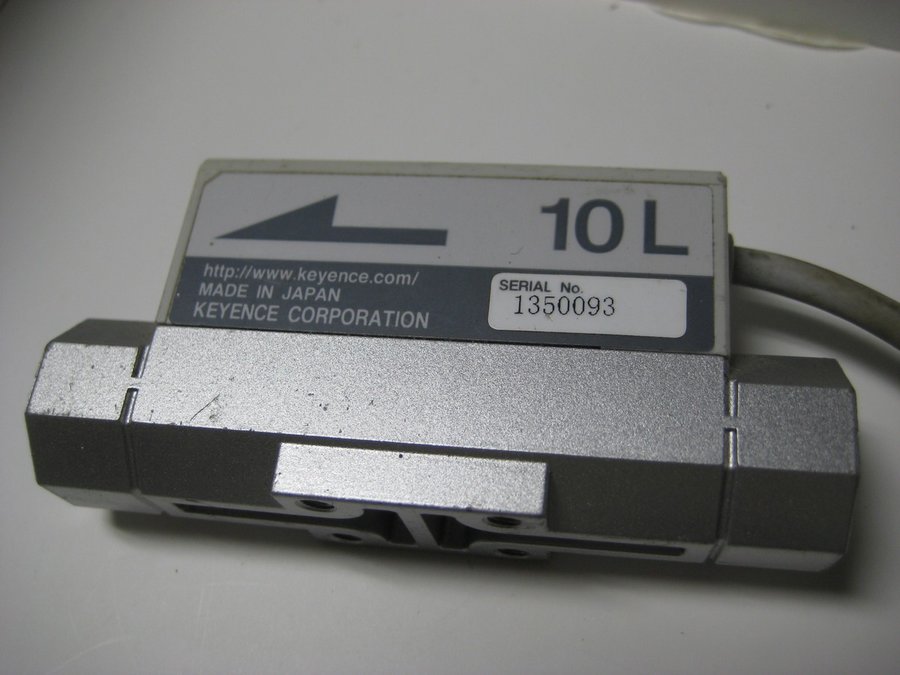 10 L
http://www.keyence.com/
MADE IN JAPAN
KEYENCE CORPORATION
SERIAL No.
1350093